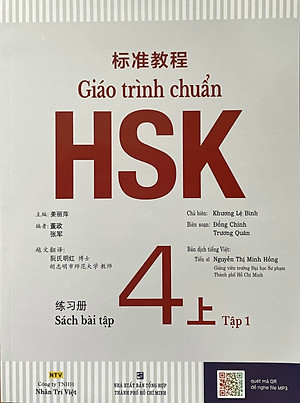 标准教程
Giáo trình chuẩn
HSK
主编: 姜丽萍
编者: 董政
张军
越文翻译:
阮氏明红 博士
胡志明市师范大学 教师
Chủ biên: Khương Lệ Bình
Biên soạn: Đổng Chính
Trương Quân
Bản dịch tiếng Việt:
Tiến sĩ Nguyễn Thị Minh Hồng
Giảng viên trường Đại học Sư phạm
Thành phố Hồ Chí Minh
练习册
Sách bài tập
4上
Tập 1
NTV
Công ty TNHH
Nhân Trí Việt
NHÀ XUẤT BẢN TỔNG HỢP
THÀNH PHỐ HỒ CHÍ MINH
quét mã QR
để nghe file MP3